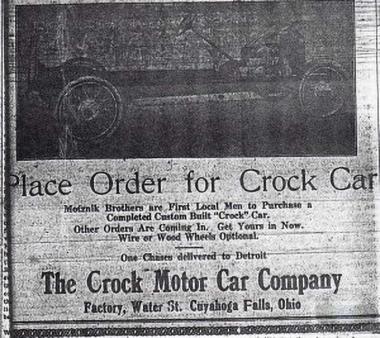 Place Order for Crock Car
Motznik Brothers are First Local Men to Purchase a
Completed Custom Built "Crock" Car.
Other Orders Are Coming In. Get Yours in Now.
Wire or Wood Wheels Optional.
One Chases delivered to Detroit
The Crock Motor Car Company
Factory, Water St. Cuyahoga Falls, Ohio